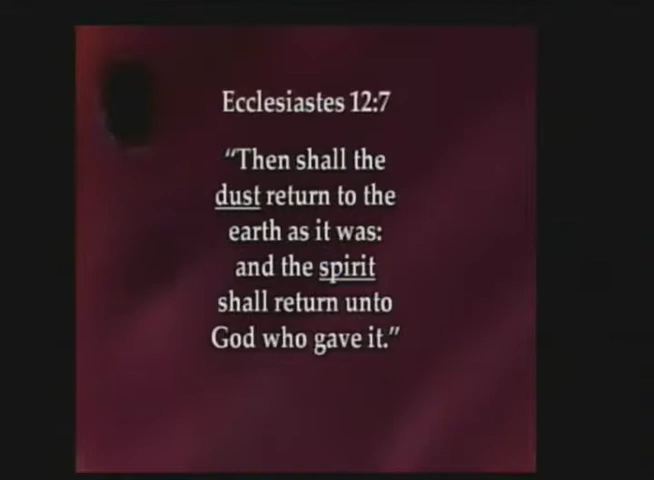 Ecclesiastes 12:7
“Then shall the
dust return to the
earth as it was:
and the spirit
shall return unto
God who gave it.”